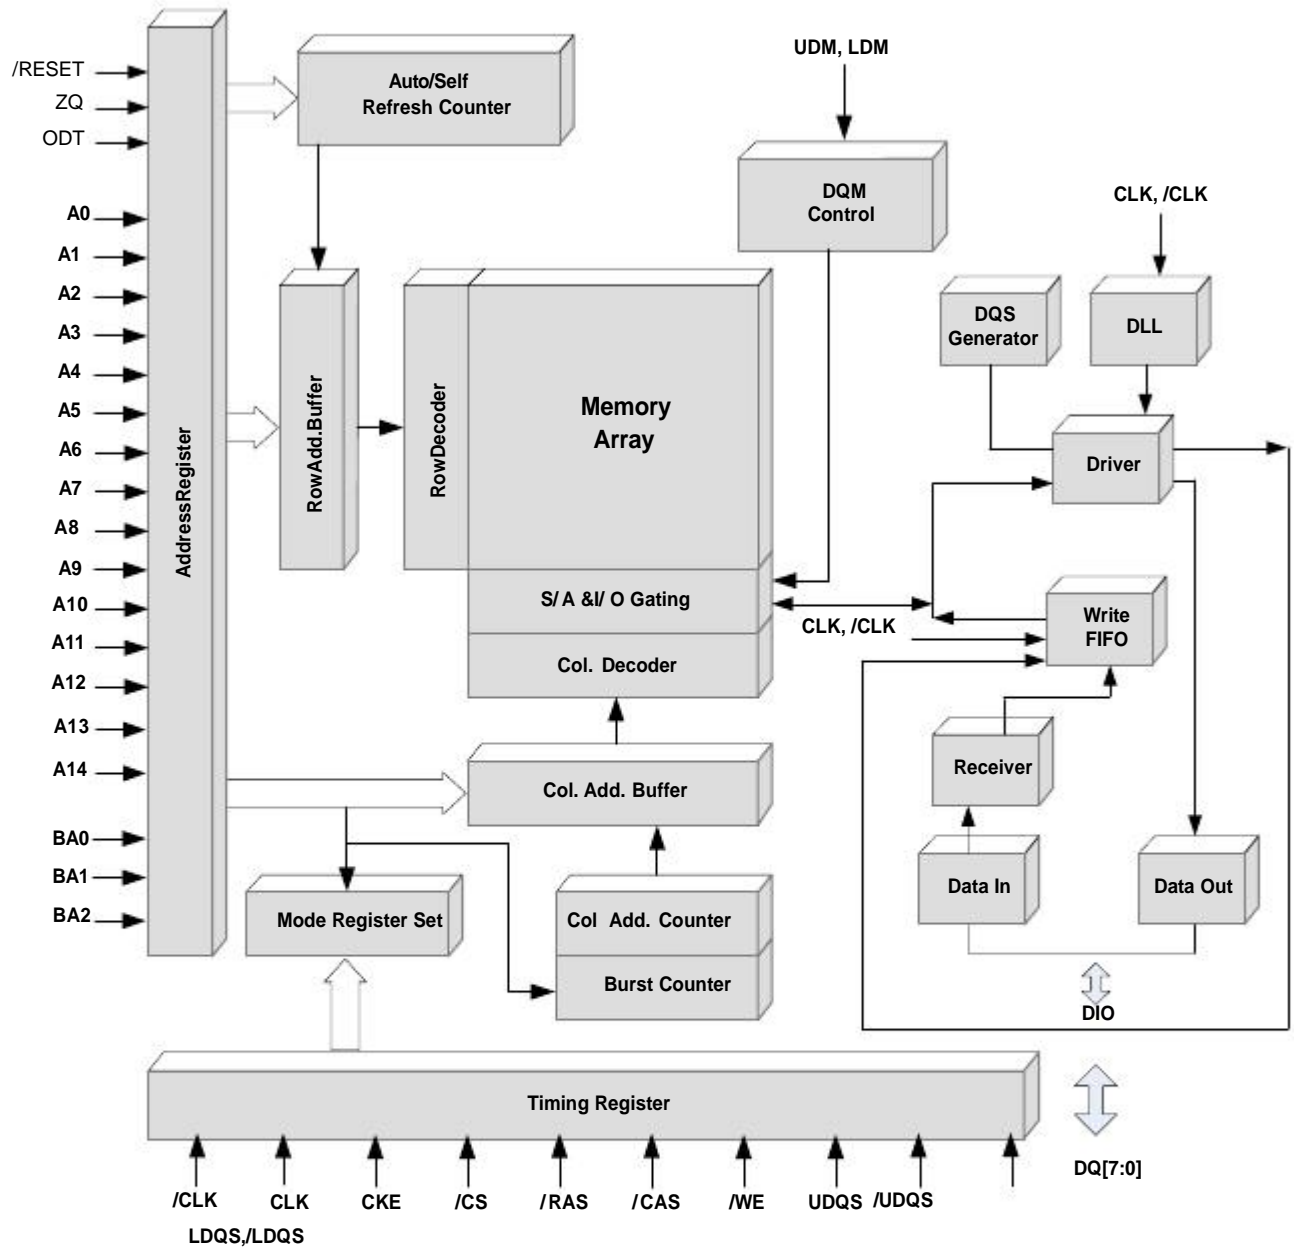 /RESET
ZQ
ODT
A0
A1
A2
A3
A4
A5
A6
A7
A8
A9
A10
A11
A12
A13
A14
BA0
BA1
BA2
AddressRegister
Auto/Self
Refresh Counter
RowAdd.Buffer
RowDecoder
Memory
Array
S/ A &I/ O Gating
Col. Decoder
Col. Add. Buffer
Col Add. Counter
Burst Counter
Mode Register Set
UDM, LDM
DQM
Control
CLK, /CLK
DQS
Generator
DLL
Driver
CLK, /CLK
Write
FIFO
Receiver
Data In
Data Out
DIO
Timing Register
DQ[7:0]
/CLK
CLK
CKE
/CS
/RAS
/CAS
/WE
UDQS
/UDQS
LDQS,/LDQS